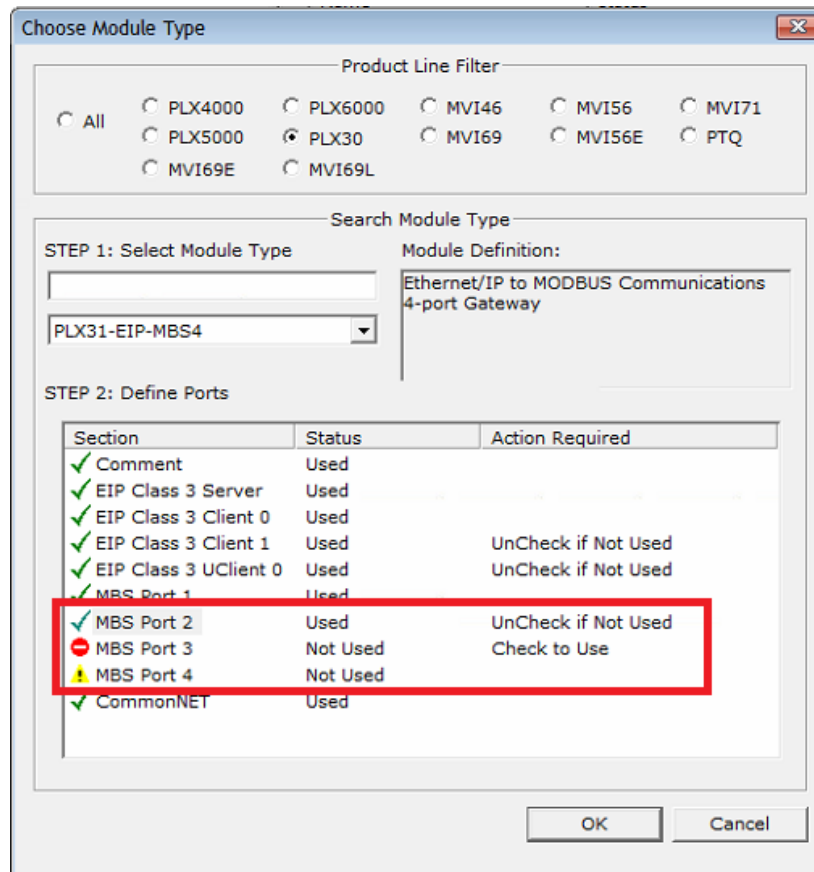 Choose Module Type
Product Line Filter
All
PLX4000
PLX6000
MVI46
MVI56
MVI71
PLX5000
PLX30
MVI69
MVI56E
PTQ
MVI69E
MVI69L
Search Module Type
STEP 1: Select Module Type
Module Definition:
Ethernet/IP to MODBUS Communications
4-port Gateway
PLX31-EIP-MBS4
STEP 2: Define Ports
Section Status Action Required
Comment Used
EIP Class 3 Server Used
EIP Class 3 Client 0 Used
EIP Class 3 Client 1 Used UnCheck if Not Used
EIP Class 3 UClient 0 Used UnCheck if Not Used
MBS Port 1 Used
MBS Port 2 Used UnCheck if Not Used
MBS Port 3 Not Used Check to Use
MBS Port 4 Not Used
CommonNET Used
OK
Cancel